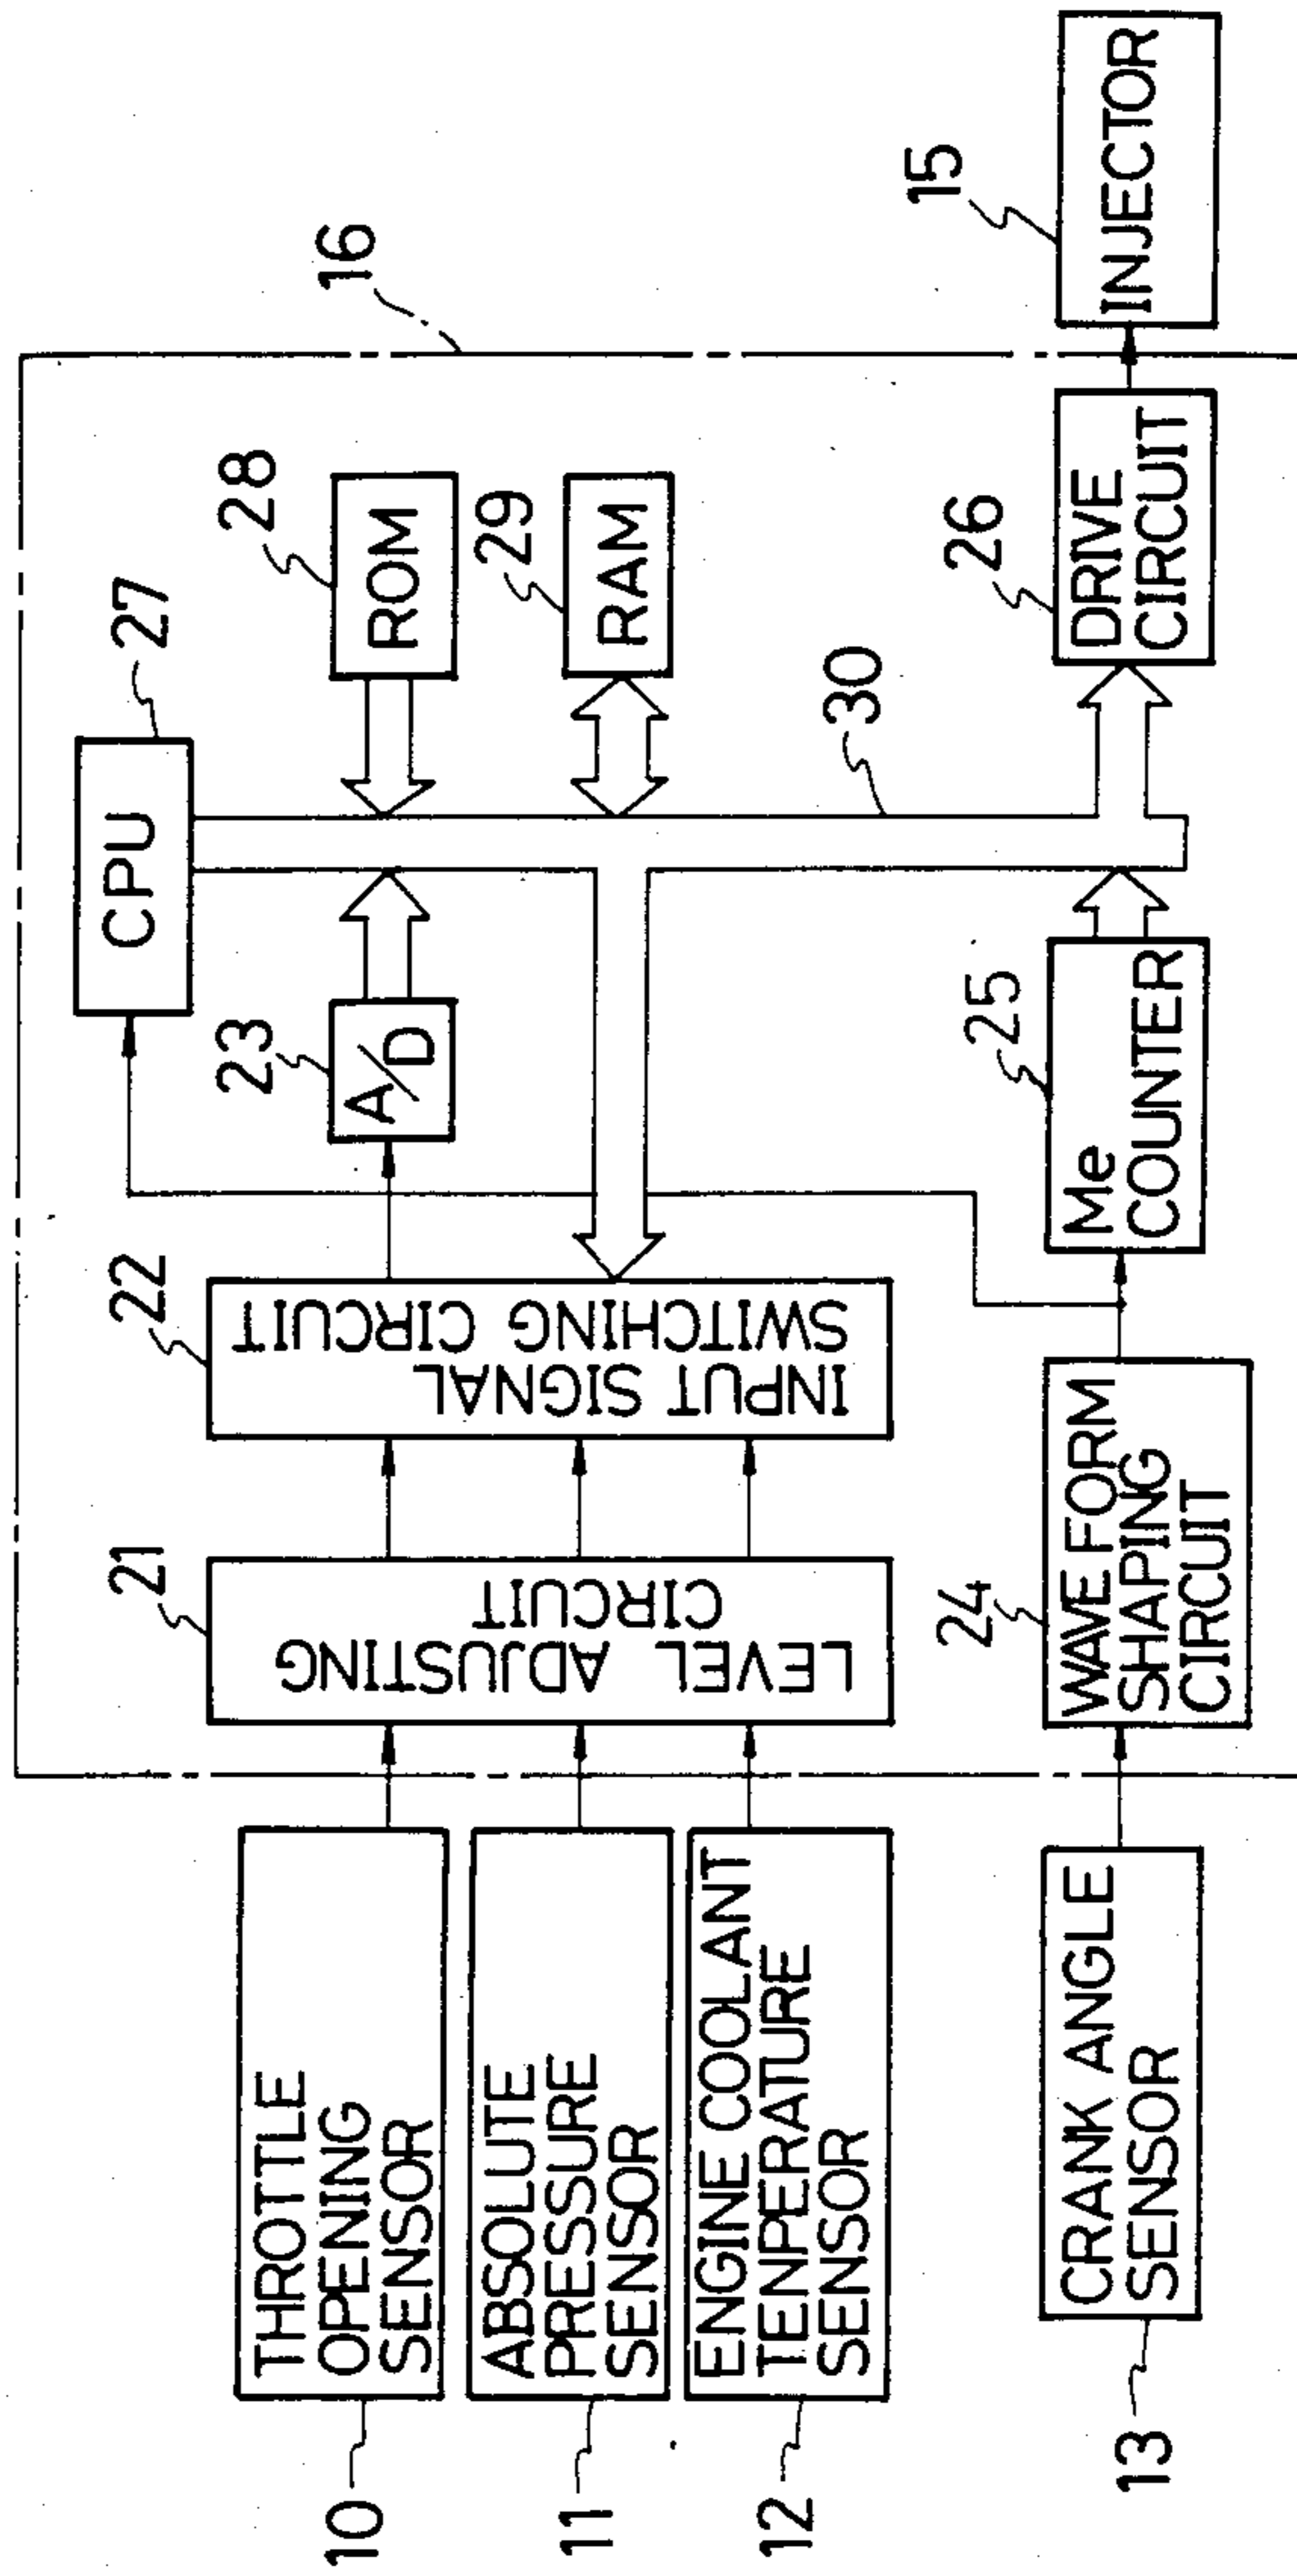 16
27
CPU
28
ROM
29
RAM
30
23
A/D
22
INPUT SIGNAL
SWITCHING CIRCUIT
21
LEVEL ADJUSTING
CIRCUIT
THROTTLE
OPENING
SENSOR
10
ABSOLUTE
PRESSURE
SENSOR
11
ENGINE COOLANT
TENPERATURE
SENSOR
12
CRANK ANGLE
SENSOR
13
24
WAVE FORM
SHAPING
CIRCUIT
25
Me
COUNTER
26
DRIVE
CIRCUIT
15
INJECTOR